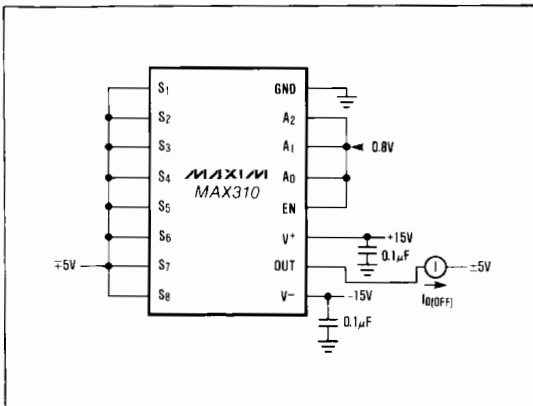 S1
S2
S3
S4
S5
S6
S7
S8
∓5V
MAXIM
MAX310
GND
A2
A1
A0
EN
V+
OUT
V−
0.8V
+15V
0.1µF
±5V
IO(OFF)
−15V
0.1µF